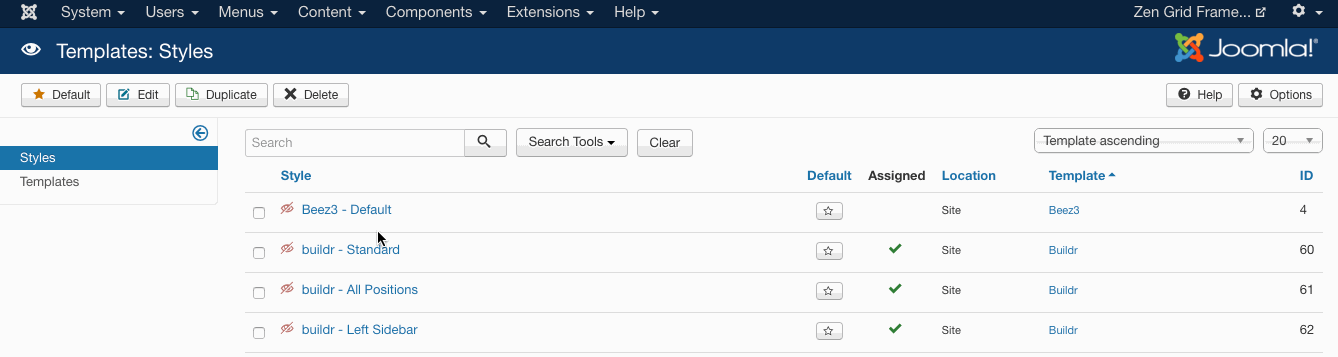 System Users Menus Content Components Extensions Help Zen Grid Frame...
Templates: Styles Joomla!
Default Edit Duplicate Delete Help Options
Search Search Tools Clear Template ascending 20
Styles
Templates
Style Default Assigned Location Template ID
Beez3 - Default Site Beez3 4
buildr - Standard Site Buildr 60
buildr - All Positions Site Buildr 61
buildr - Left Sidebar Site Buildr 62